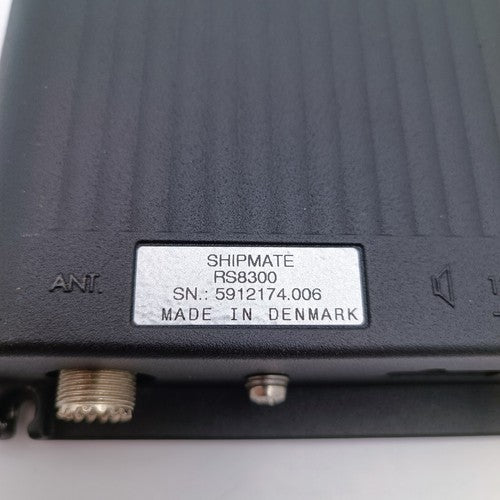 SHIPMATE
RS8300
ANT.
SN.: 5912174.006
MADE IN DENMARK